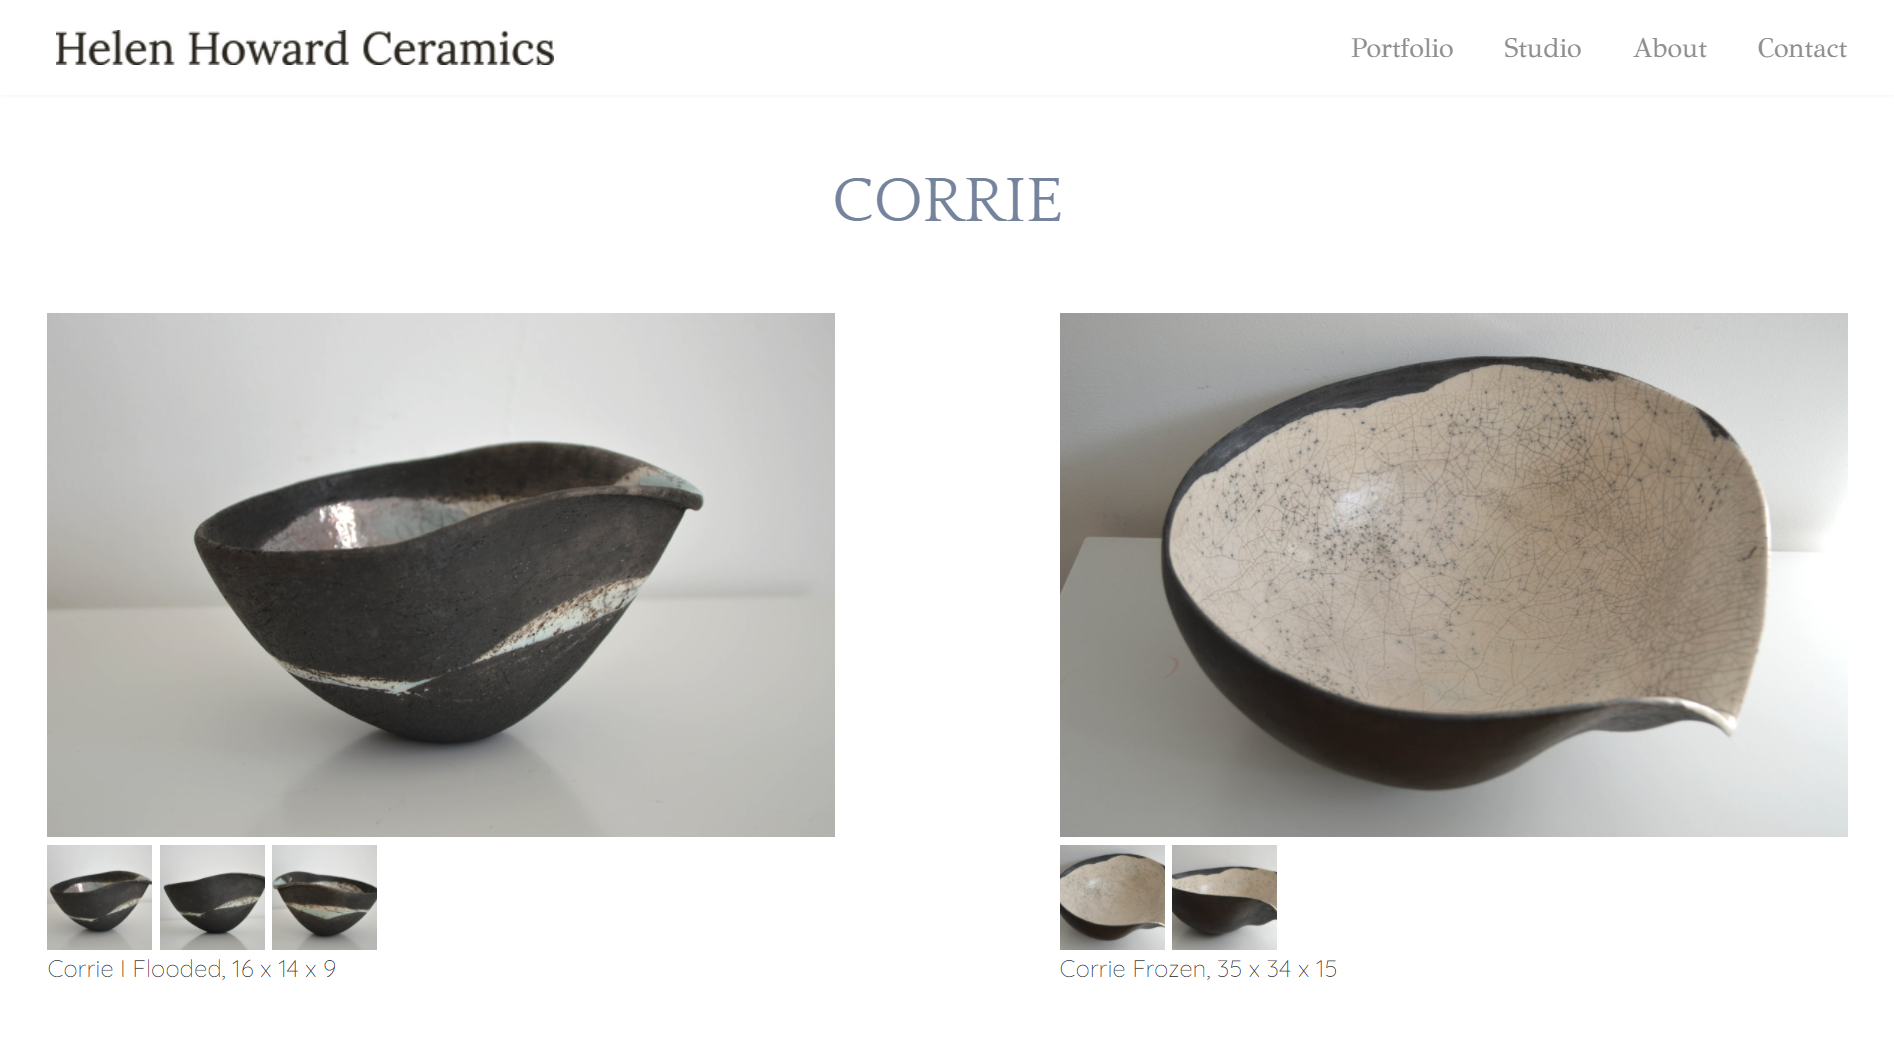 Helen Howard Ceramics
Portfolio Studio About Contact
CORRIE
Corrie I Flooded, 16 x 14 x 9
Corrie Frozen, 35 x 34 x 15